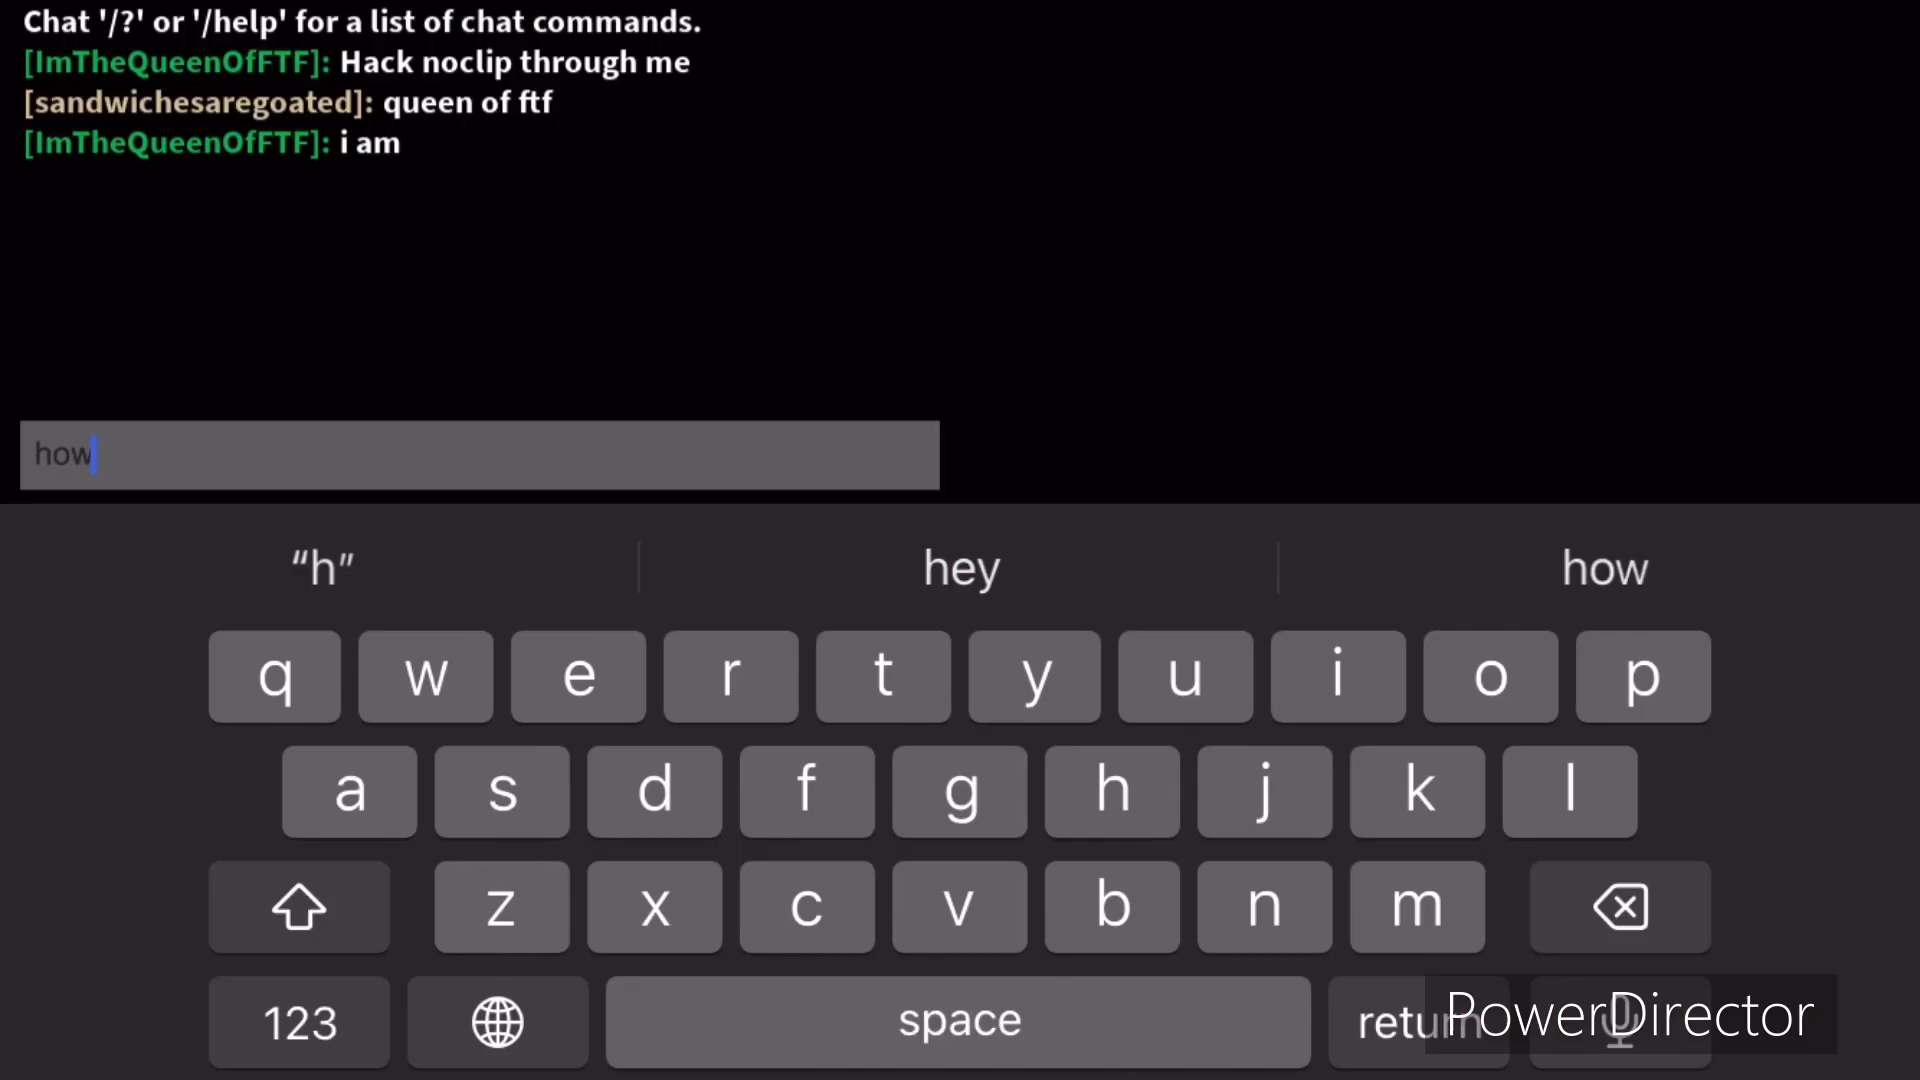 Chat '/?' or '/help' for a list of chat commands.
[ImTheQueenOfFTF]: Hack noclip through me
[sandwichesaregoated]: queen of ftf
[ImTheQueenOfFTF]: i am
how
“h” hey how
q w e r t y u i o p
a s d f g h j k l
z x c v b n m
123 space return
PowerDirector